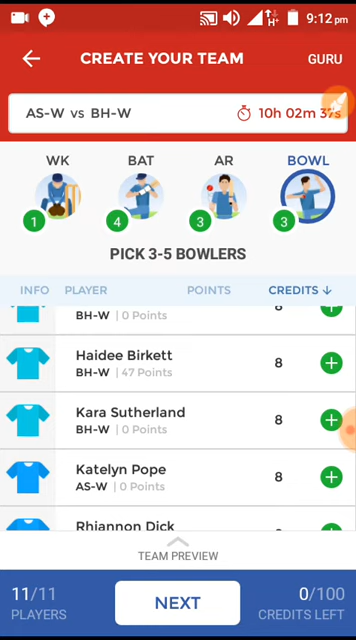 9:12 pm
CREATE YOUR TEAM
GURU
AS-W vs BH-W
10h 02m 37s
WK
BAT
AR
BOWL
1
4
3
3
PICK 3-5 BOWLERS
INFO
PLAYER
POINTS
CREDITS ↓
BH-W | 0 Points
8
Haidee Birkett
BH-W | 47 Points
8
Kara Sutherland
BH-W | 0 Points
8
Katelyn Pope
AS-W | 0 Points
8
Rhiannon Dick
TEAM PREVIEW
11/11
PLAYERS
NEXT
0/100
CREDITS LEFT